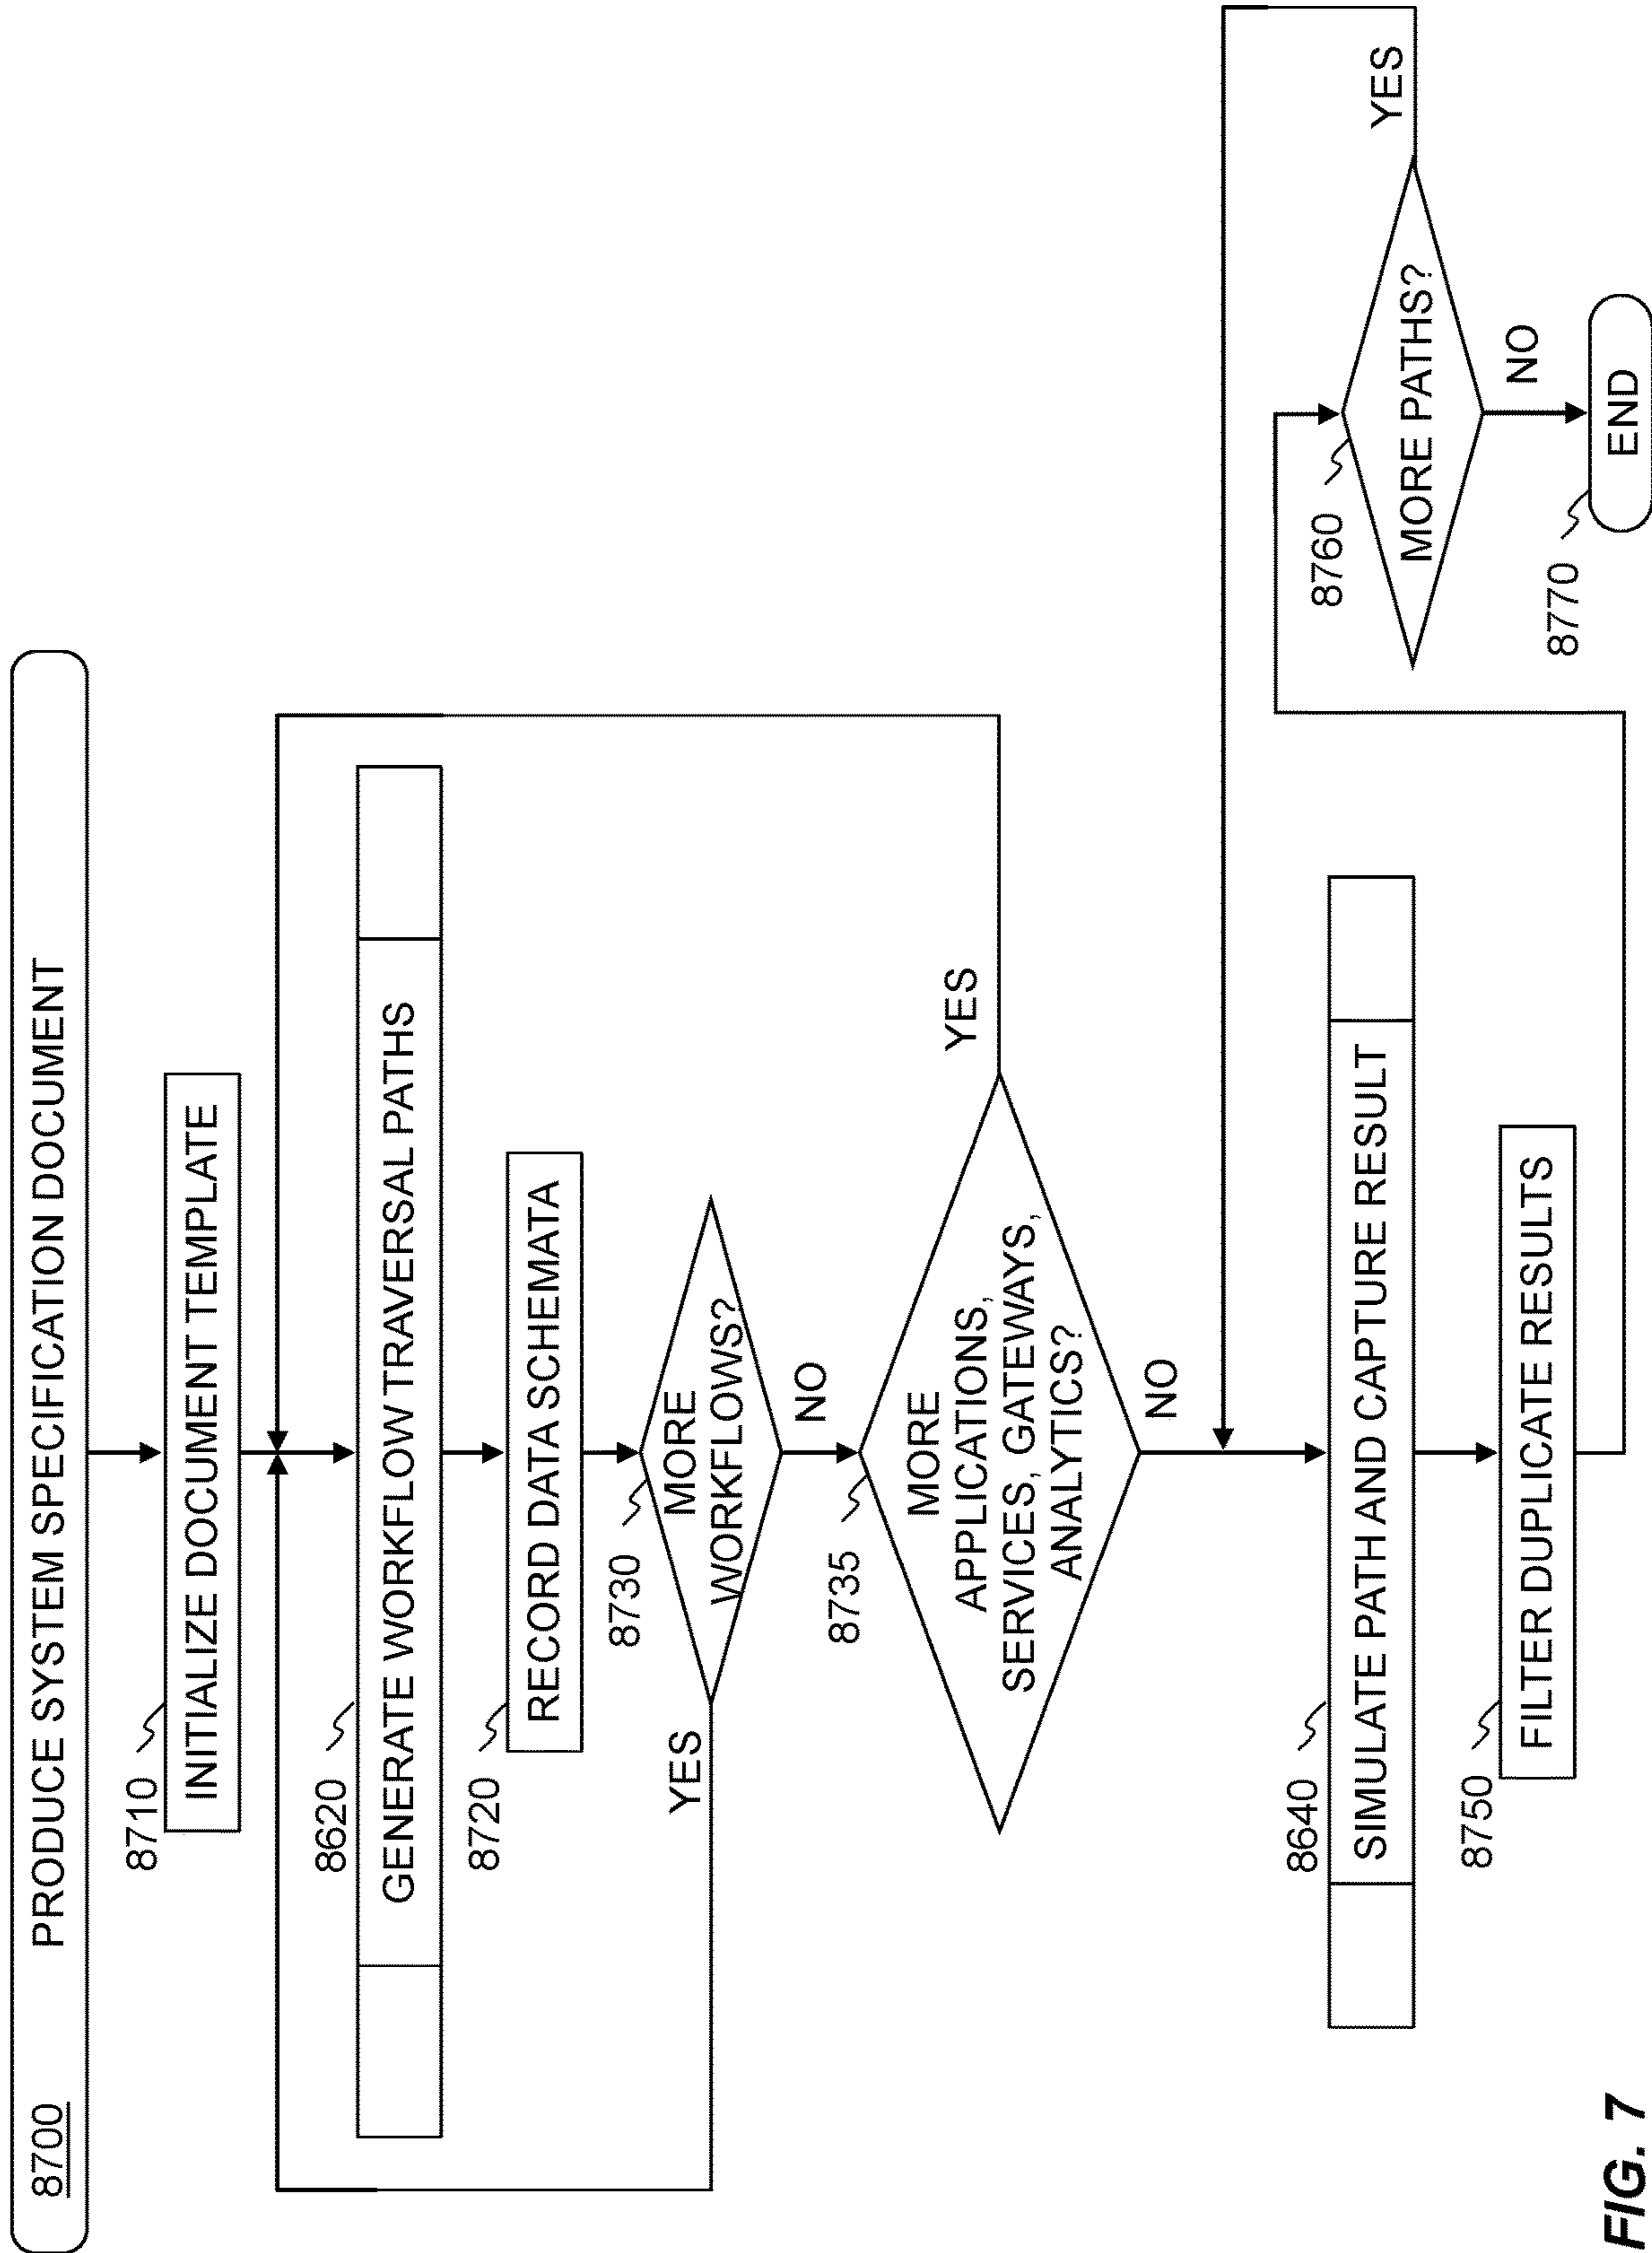 8700 PRODUCE SYSTEM SPECIFICATION DOCUMENT
8710
INITIALIZE DOCUMENT TEMPLATE
8620
GENERATE WORKFLOW TRAVERSAL PATHS
8720
RECORD DATA SCHEMATA
8730
MORE
WORKFLOWS?
YES
NO
8735
MORE
APPLICATIONS,
SERVICES, GATEWAYS,
ANALYTICS?
YES
NO
8640
SIMULATE PATH AND CAPTURE RESULT
8750
FILTER DUPLICATE RESULTS
8760
MORE PATHS?
YES
NO
8770
END
FIG. 7